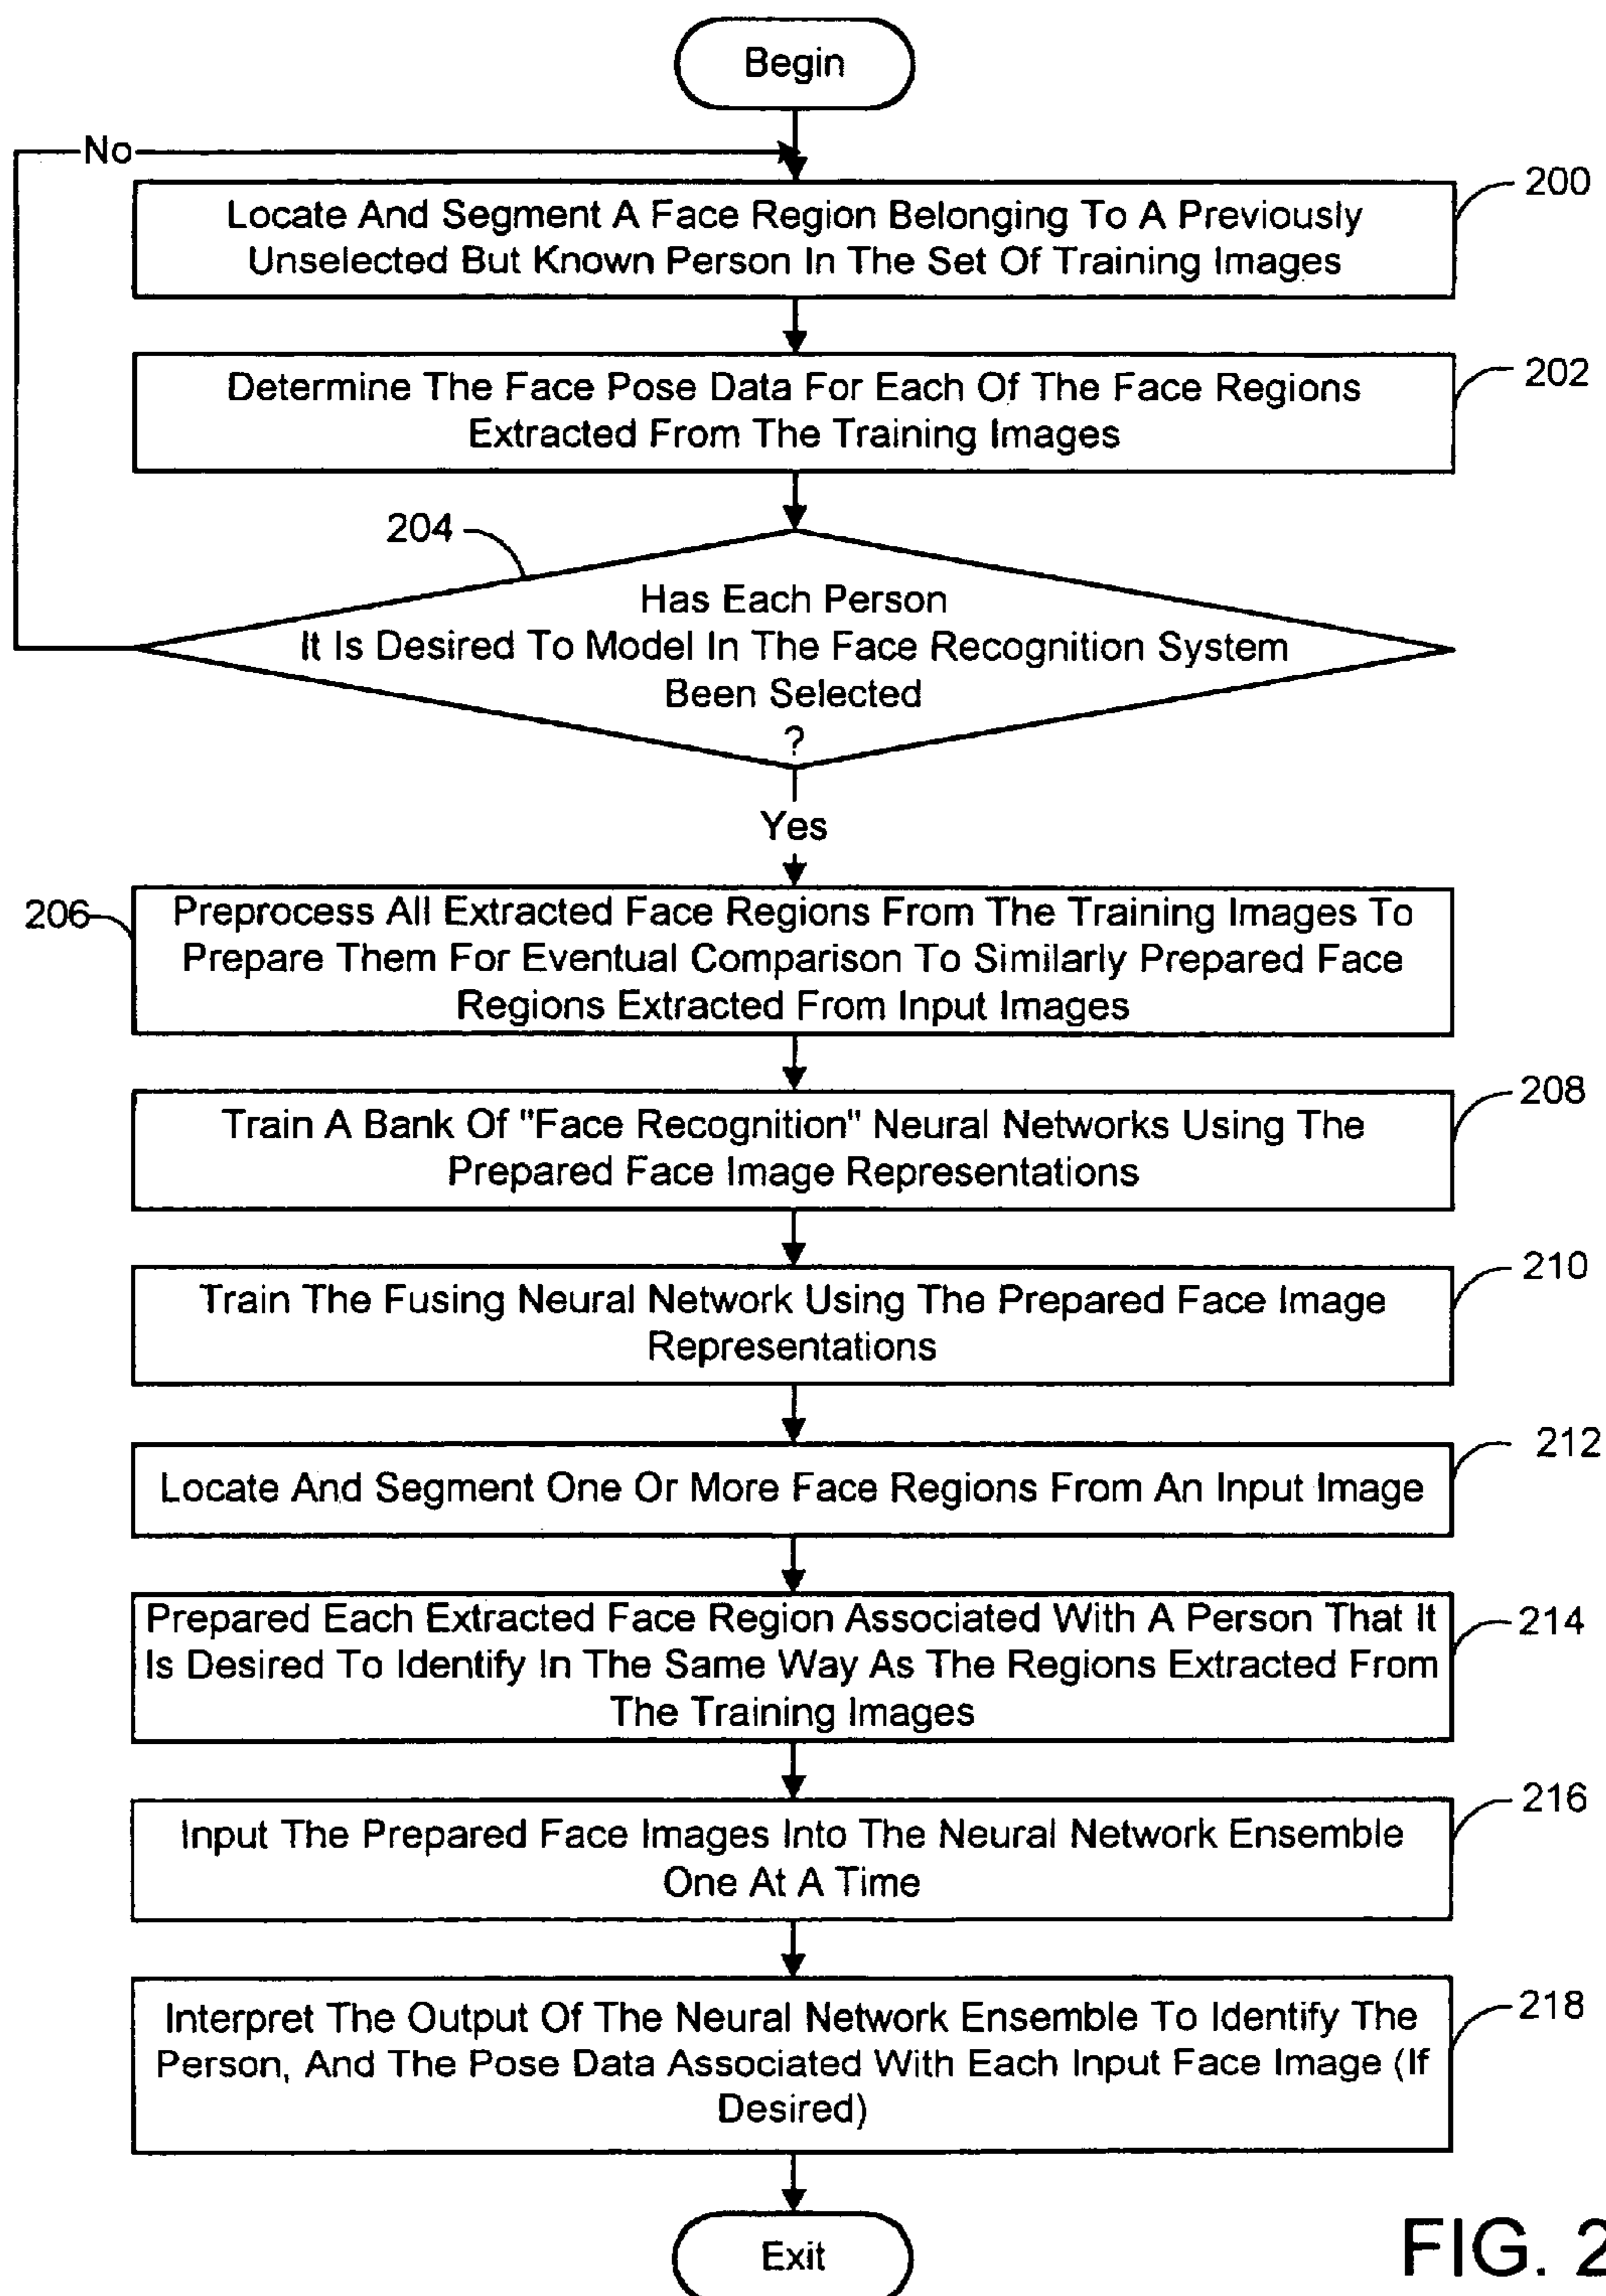 Begin
No
200
Locate And Segment A Face Region Belonging To A Previously
Unselected But Known Person In The Set Of Training Images
202
Determine The Face Pose Data For Each Of The Face Regions
Extracted From The Training Images
204
Has Each Person
It Is Desired To Model In The Face Recognition System
Been Selected
?
Yes
206
Preprocess All Extracted Face Regions From The Training Images To
Prepare Them For Eventual Comparison To Similarly Prepared Face
Regions Extracted From Input Images
208
Train A Bank Of "Face Recognition" Neural Networks Using The
Prepared Face Image Representations
210
Train The Fusing Neural Network Using The Prepared Face Image
Representations
212
Locate And Segment One Or More Face Regions From An Input Image
214
Prepared Each Extracted Face Region Associated With A Person That It
Is Desired To Identify In The Same Way As The Regions Extracted From
The Training Images
216
Input The Prepared Face Images Into The Neural Network Ensemble
One At A Time
218
Interpret The Output Of The Neural Network Ensemble To Identify The
Person, And The Pose Data Associated With Each Input Face Image (If
Desired)
Exit
FIG. 2